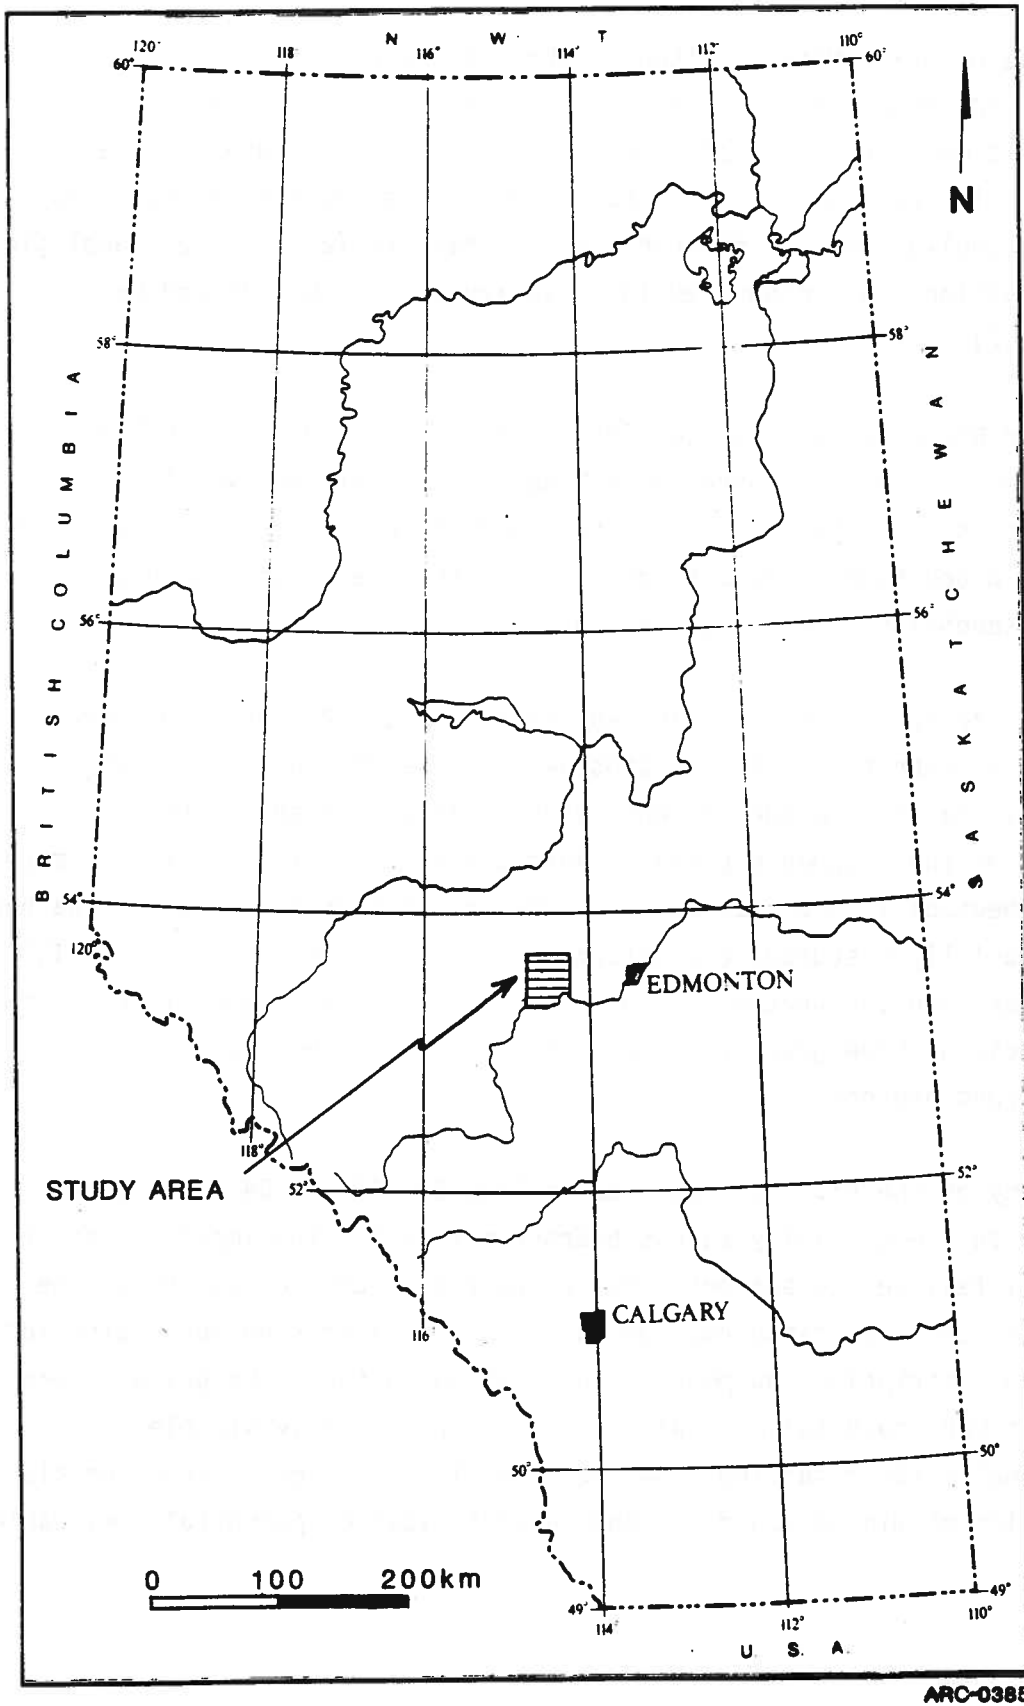 N W T
120° 118° 116° 114° 112° 110°
60° 60°
N
58° 58°
BRITISH COLUMBIA
SASKATCHEWAN
56° 56°
54° 54°
120°
EDMONTON
118°
STUDY AREA
52° 52°
CALGARY
116°
50° 50°
0 100 200km
49° 49°
114° 112° 110°
U. S. A.